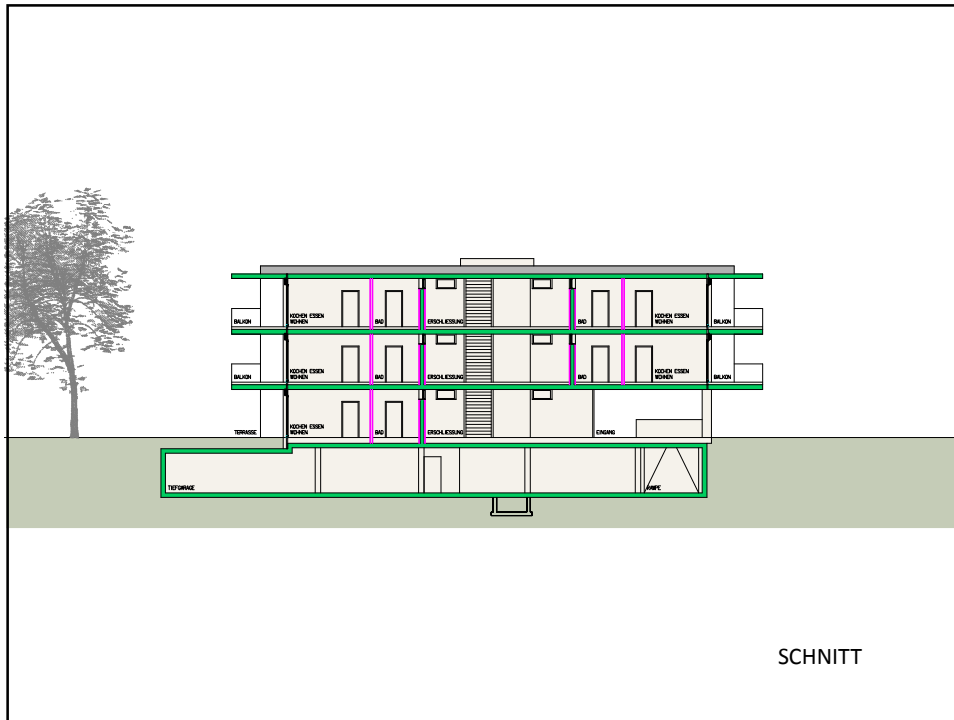 BALKON
KOCHEN ESSEN
WOHNEN
BAD
ERSCHLIESSUNG
BAD
KOCHEN ESSEN
WOHNEN
BALKON
BALKON
KOCHEN ESSEN
WOHNEN
BAD
ERSCHLIESSUNG
BAD
KOCHEN ESSEN
WOHNEN
BALKON
TERRASSE
KOCHEN ESSEN
WOHNEN
BAD
ERSCHLIESSUNG
EINGANG
TIEFGARAGE
RAMPE
SCHNITT